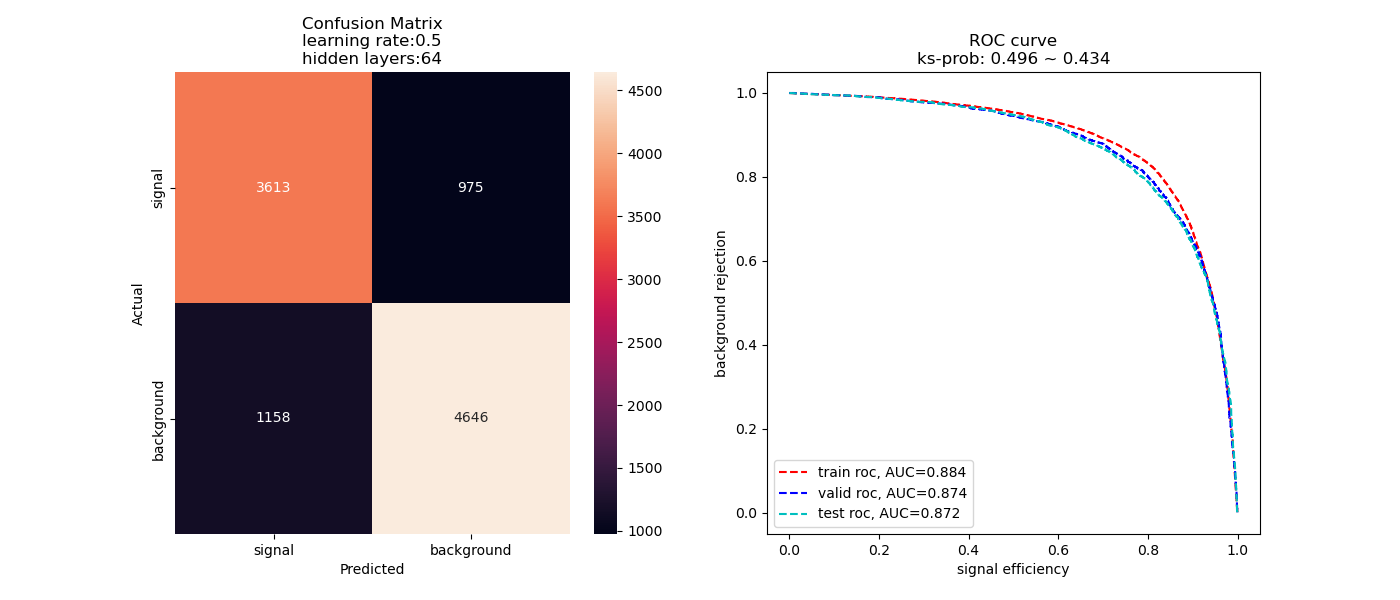 Confusion Matrix
learning rate:0.5
hidden layers:64
signal
background
Actual
3613
975
1158
4646
signal
background
Predicted
4500
4000
3500
3000
2500
2000
1500
1000
ROC curve
ks-prob: 0.496 ~ 0.434
background rejection
1.0
0.8
0.6
0.4
0.2
0.0
train roc, AUC=0.884
valid roc, AUC=0.874
test roc, AUC=0.872
0.0
0.2
0.4
0.6
0.8
1.0
signal efficiency